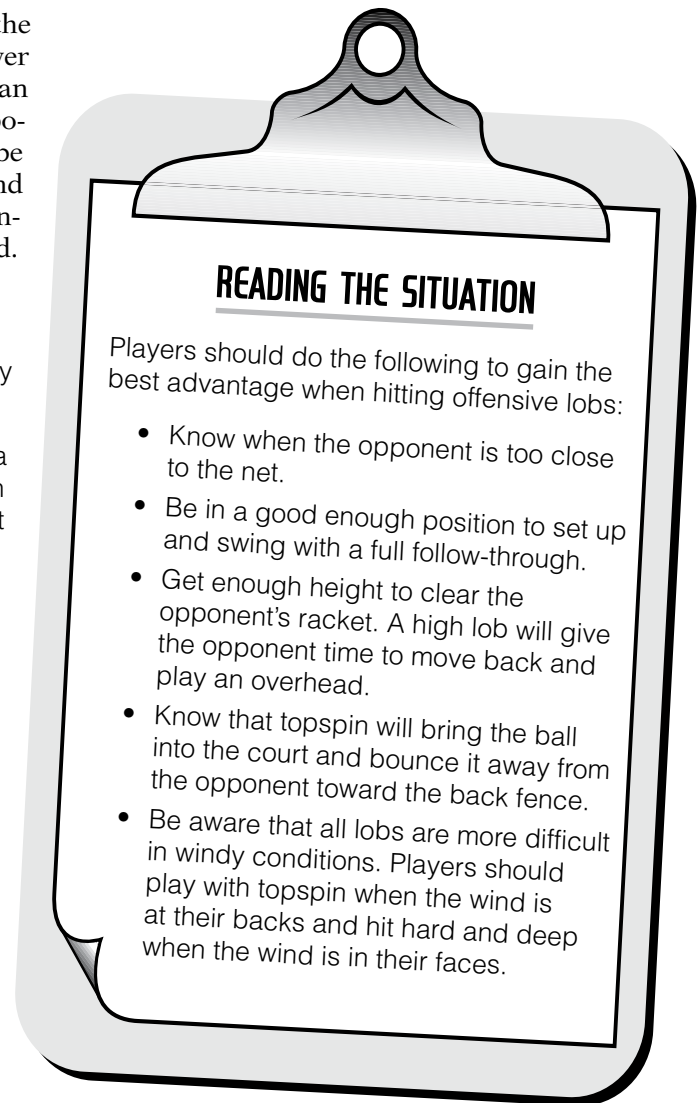 the
ver
an
po-
be
nd
n-
d.
y
a
n
t
READING THE SITUATION
Players should do the following to gain the
best advantage when hitting offensive lobs:
• Know when the opponent is too close
to the net.
• Be in a good enough position to set up
and swing with a full follow-through.
• Get enough height to clear the
opponent's racket. A high lob will give
the opponent time to move back and
play an overhead.
• Know that topspin will bring the ball
into the court and bounce it away from
the opponent toward the back fence.
• Be aware that all lobs are more difficult
in windy conditions. Players should
play with topspin when the wind is
at their backs and hit hard and deep
when the wind is in their faces.